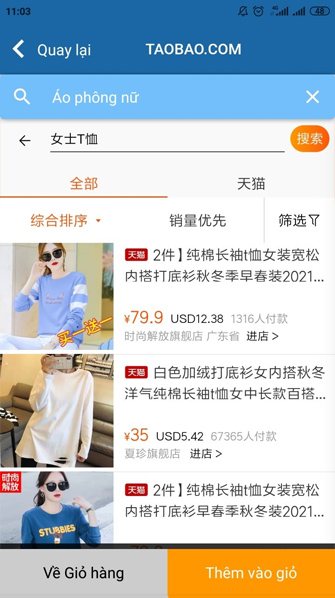 11:03
4G
48
Quay lại
TAOBAO.COM
Áo phông nữ
女士T恤
搜索
全部
天猫
综合排序
销量优先
筛选
天猫 2件】纯棉长袖t恤女装宽松
内搭打底衫秋冬季早春装2021...
¥79.9 USD12.38 1316人付款
时尚解放旗舰店 广东省 进店 >
买一送一
天猫 白色加绒打底衫女内搭秋冬
洋气纯棉长袖t恤女中长款百搭...
¥35 USD5.42 67365人付款
夏珍旗舰店 进店 >
时尚
解放
STUBBIES
天猫 2件】纯棉长袖t恤女装宽松
内搭打底衫早春季秋冬装2021...
Về Giỏ hàng
Thêm vào giỏ